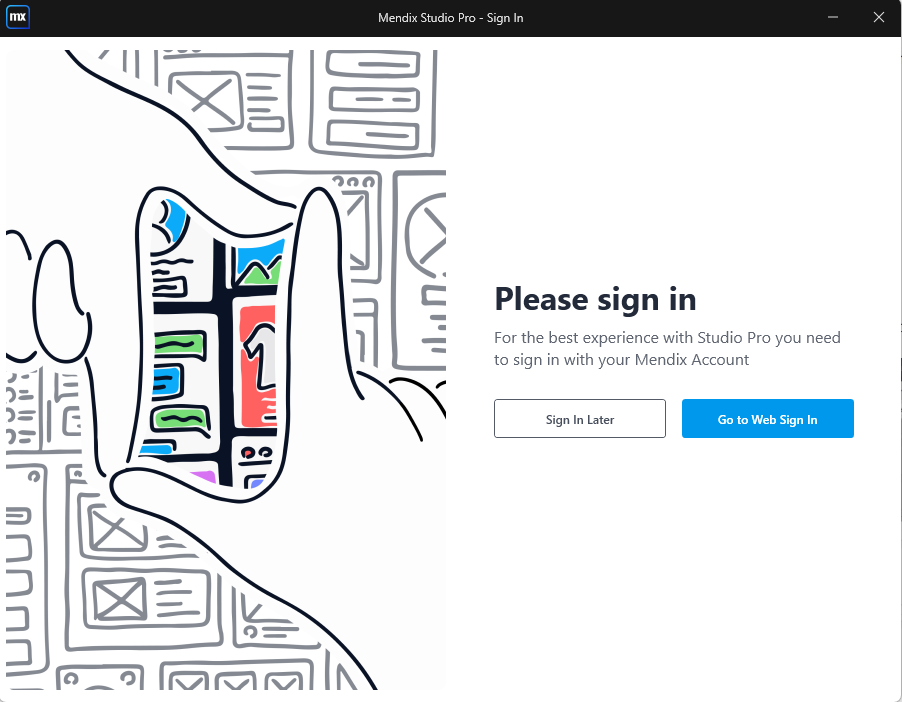 mx
Mendix Studio Pro - Sign In
Please sign in
For the best experience with Studio Pro you need
to sign in with your Mendix Account
Sign In Later
Go to Web Sign In